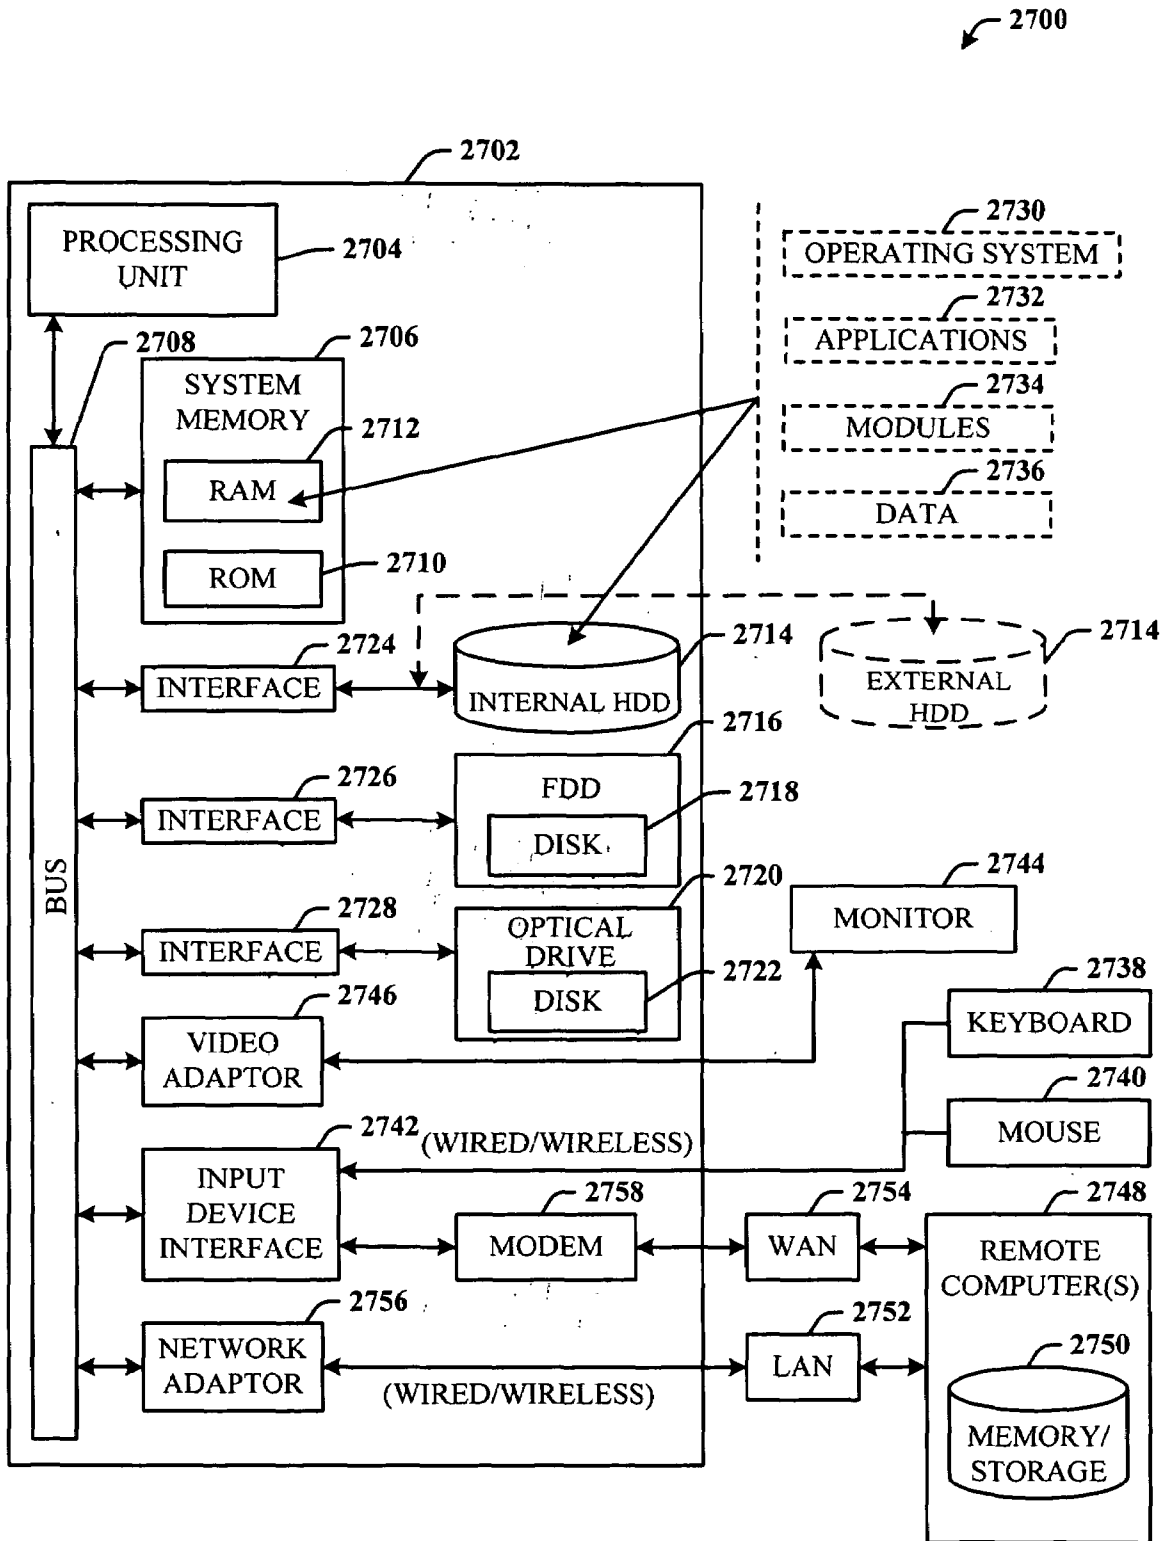 2700
2702
PROCESSING
UNIT
2704
2730
OPERATING SYSTEM
2732
APPLICATIONS
2734
MODULES
2736
DATA
2708
2706
SYSTEM
MEMORY
2712
RAM
2710
ROM
2724
INTERFACE
2714
INTERNAL HDD
2714
EXTERNAL
HDD
2716
FDD
2726
INTERFACE
2718
DISK
BUS
2720
OPTICAL
DRIVE
2728
INTERFACE
2722
DISK
2744
MONITOR
2746
VIDEO
ADAPTOR
2738
KEYBOARD
2740
MOUSE
2742
(WIRED/WIRELESS)
INPUT
DEVICE
INTERFACE
2758
MODEM
2754
WAN
2748
REMOTE
COMPUTER(S)
2756
NETWORK
ADAPTOR
(WIRED/WIRELESS)
2752
LAN
2750
MEMORY/
STORAGE